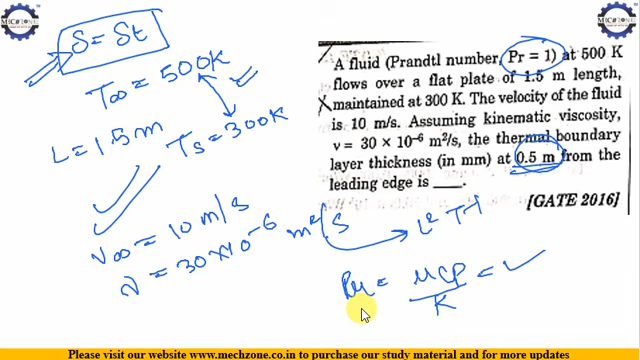 MECHZONE
MECHZONE
δ = δt
T∞ = 500K
L = 1.5m
Ts = 300K
V∞ = 10 m/s
ν = 30×10-6 m2/s
L2 T-1
A fluid (Prandtl number, Pr = 1) at 500 K
flows over a flat plate of 1.5 m length,
maintained at 300 K. The velocity of the fluid
is 10 m/s. Assuming kinematic viscosity,
ν = 30 × 10–6 m2/s, the thermal boundary
layer thickness (in mm) at 0.5 m from the
leading edge is ____.
[GATE 2016]
Pr = μCp =
K
Please visit our website www.mechzone.co.in to purchase our study material and for more updates